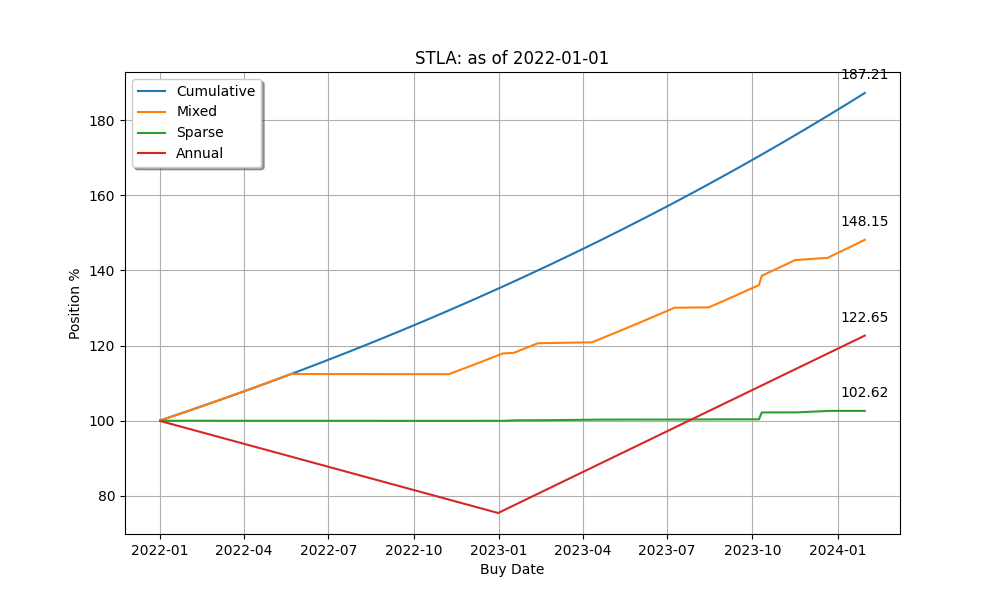 STLA: as of 2022-01-01
187.21
Cumulative
Mixed
Sparse
Annual
180
160
148.15
140
Position %
122.65
120
102.62
100
80
2022-01 2022-04 2022-07 2022-10 2023-01 2023-04 2023-07 2023-10 2024-01
Buy Date